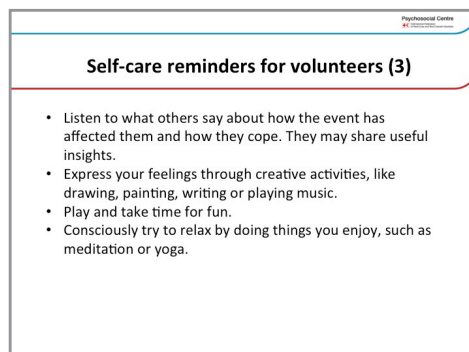 Psychosocial Centre
Self-care reminders for volunteers (3)
• Listen to what others say about how the event has
affected them and how they cope. They may share useful
insights.
• Express your feelings through creative activities, like
drawing, painting, writing or playing music.
• Play and take time for fun.
• Consciously try to relax by doing things you enjoy, such as
meditation or yoga.